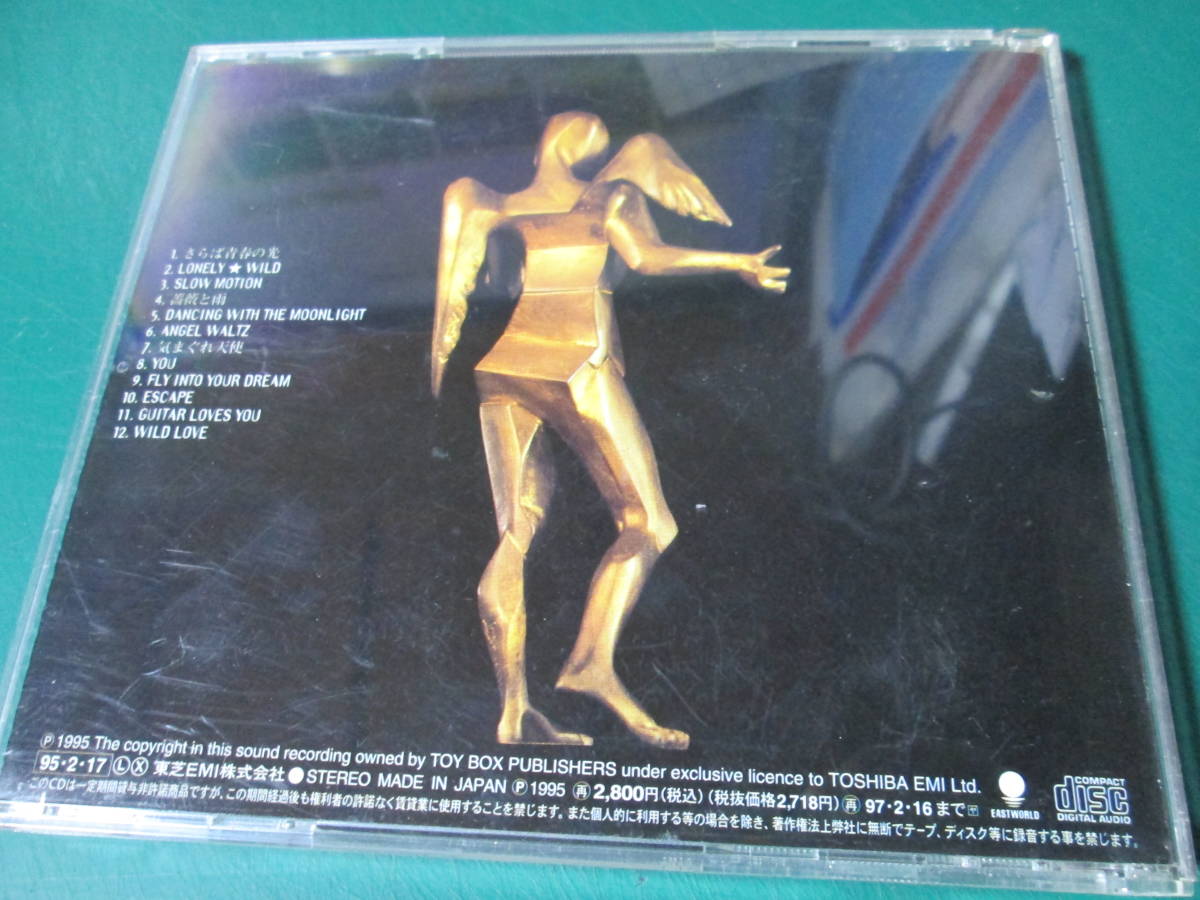 1. さらば青春の光
2. LONELY ★ WILD
3. SLOW MOTION
4. 薔薇と雨
5. DANCING WITH THE MOONLIGHT
6. ANGEL WALTZ
7. 気まぐれ天使
8. YOU
9. FLY INTO YOUR DREAM
10. ESCAPE
11. GUITAR LOVES YOU
12. WILD LOVE
Ⓟ 1995 The copyright in this sound recording owned by TOY BOX PUBLISHERS under exclusive licence to TOSHIBA EMI Ltd.
95・2・17 Ⓛ Ⓧ 東芝EMI株式会社 ●STEREO MADE IN JAPAN Ⓟ 1995 再 2,800円(税込)(税抜価格2,718円) 再 97・2・16 まで
このCDは一定期間貸与非許諾商品ですが、この期間経過後も権利者の許諾なく賃貸業に使用することを禁じます。また個人的に利用する等の場合を除き、著作権法上弊社に無断でテープ、ディスク等に録音する事を禁じます。
EASTWORLD
COMPACT
disc
DIGITAL AUDIO